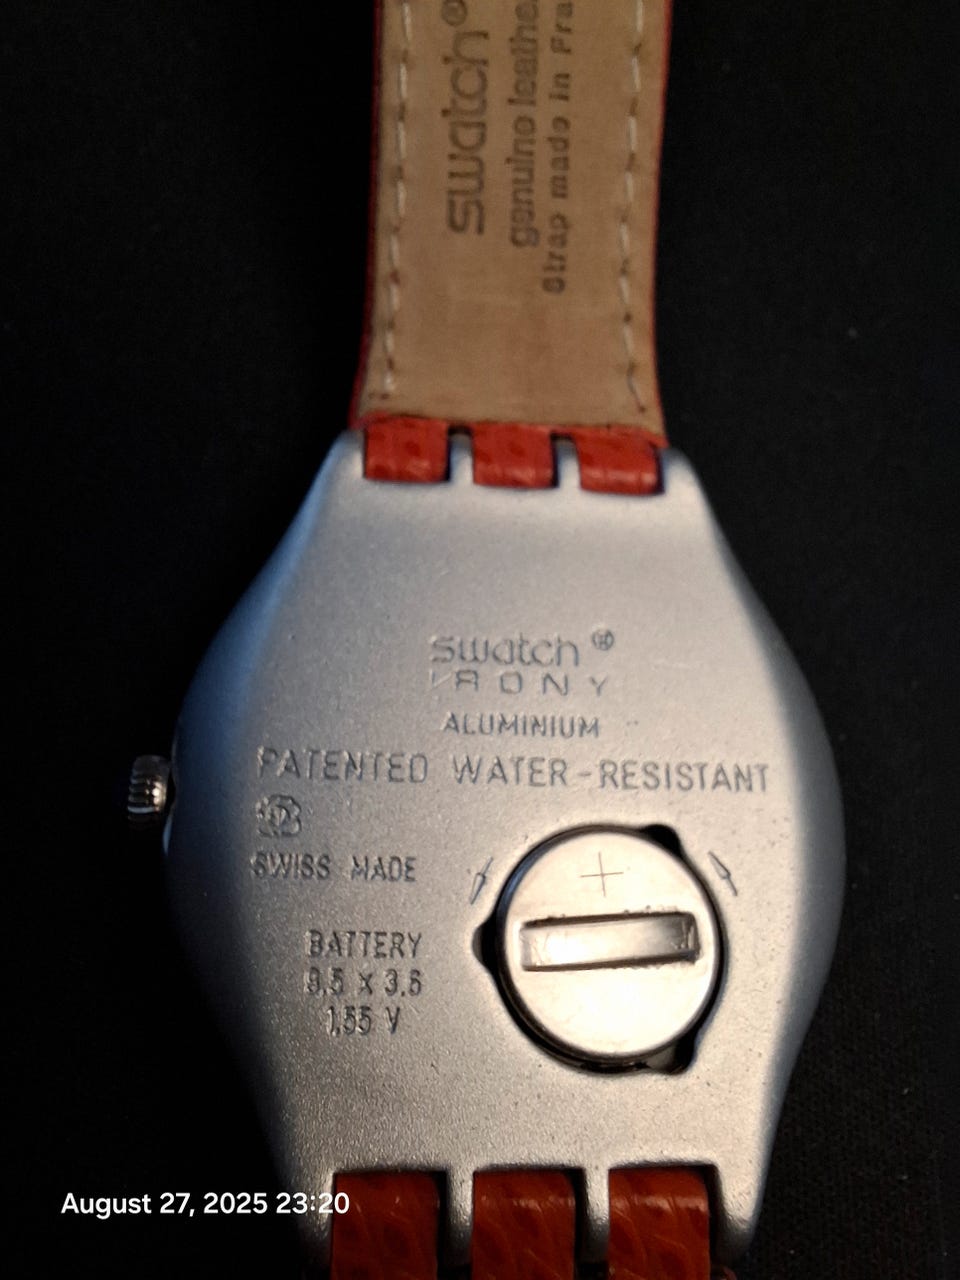 swatch®
genuine leather
Strap made in Fra
swatch®
IRONY
ALUMINIUM
PATENTED WATER-RESISTANT
SWISS MADE
BATTERY
9.5 x 3.6
1.55 V
+
August 27, 2025 23:20